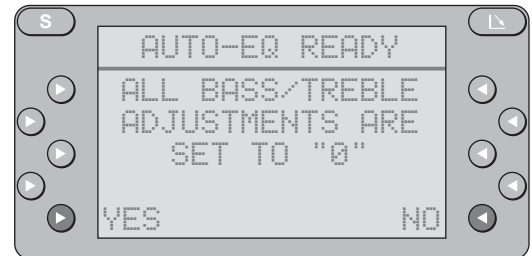 S
AUTO-EQ READY
ALL BASS/TREBLE
ADJUSTMENTS ARE
SET TO "0"
YES NO